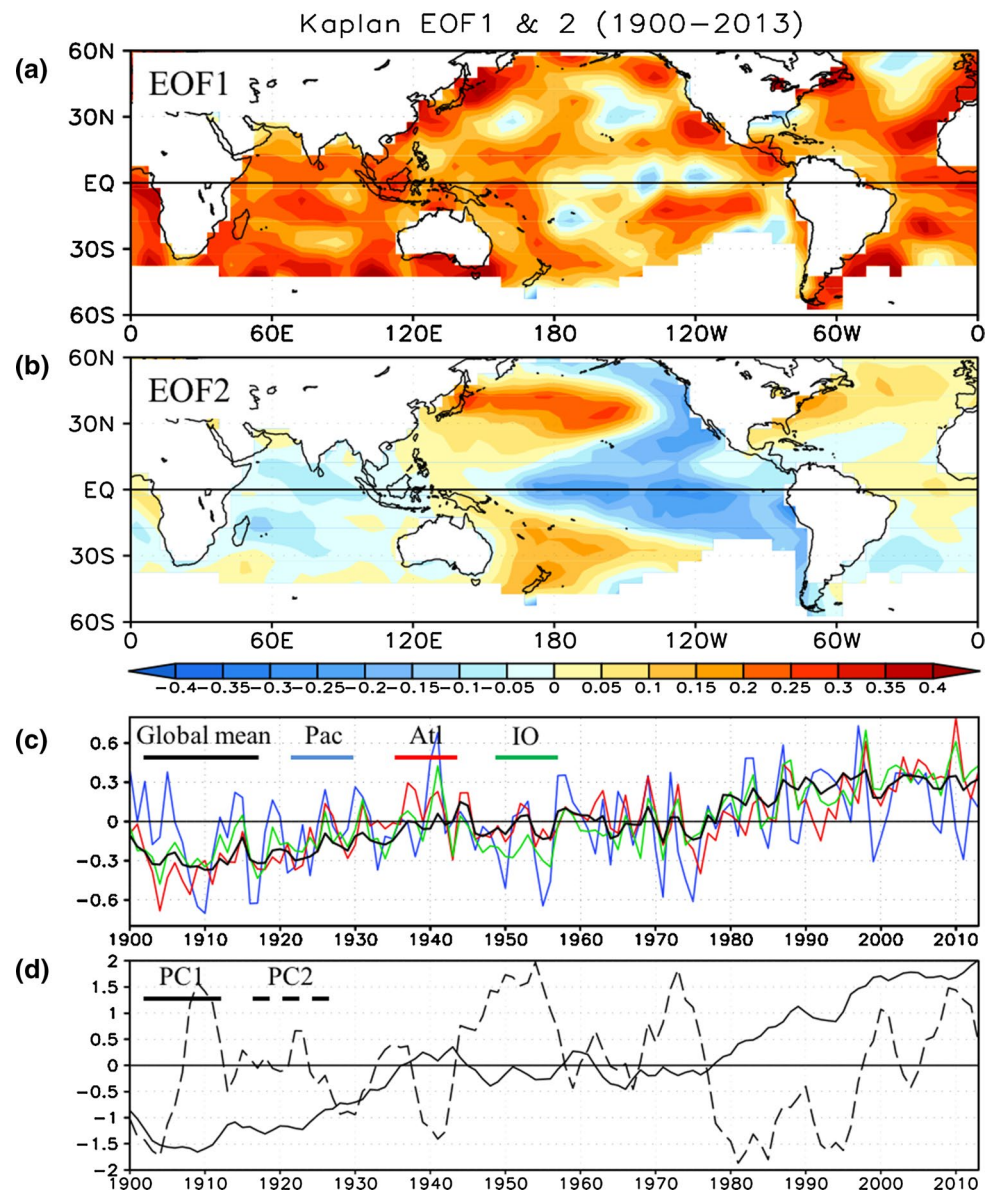 Kaplan EOF1 & 2 (1900−2013)
(a)
EOF1
60N
30N
EQ
30S
60S
0 60E 120E 180 120W 60W 0
(b)
EOF2
60N
30N
EQ
30S
60S
0 60E 120E 180 120W 60W 0
−0.4 −0.35 −0.3 −0.25 −0.2 −0.15 −0.1 −0.05 0 0.05 0.1 0.15 0.2 0.25 0.3 0.35 0.4
(c)
Global mean Pac Atl IO
0.6
0.3
0
−0.3
−0.6
1900 1910 1920 1930 1940 1950 1960 1970 1980 1990 2000 2010
(d)
PC1 PC2
2
1.5
1
0.5
0
−0.5
−1
−1.5
−2
1900 1910 1920 1930 1940 1950 1960 1970 1980 1990 2000 2010